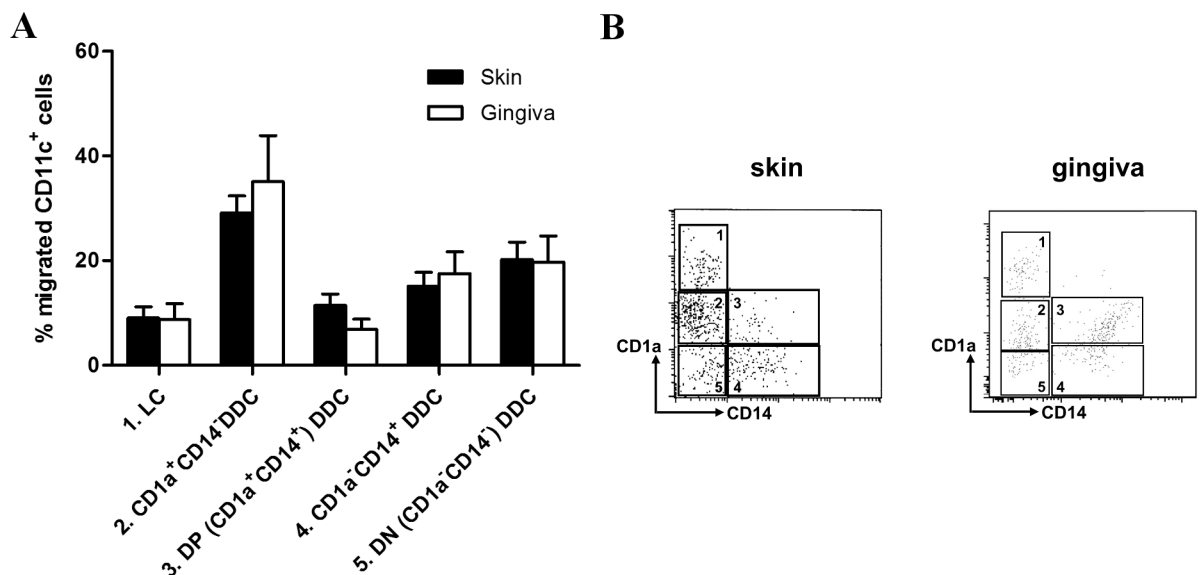 A
% migrated CD11c+ cells
60
40
20
0
Skin
Gingiva
1. LC
2. CD1a+CD14-DDC
3. DP (CD1a+CD14+) DDC
4. CD1a-CD14+ DDC
5. DN (CD1a-CD14-) DDC
B
skin
1
2
3
5
4
CD1a
CD14
gingiva
1
2
3
5
4
CD1a
CD14